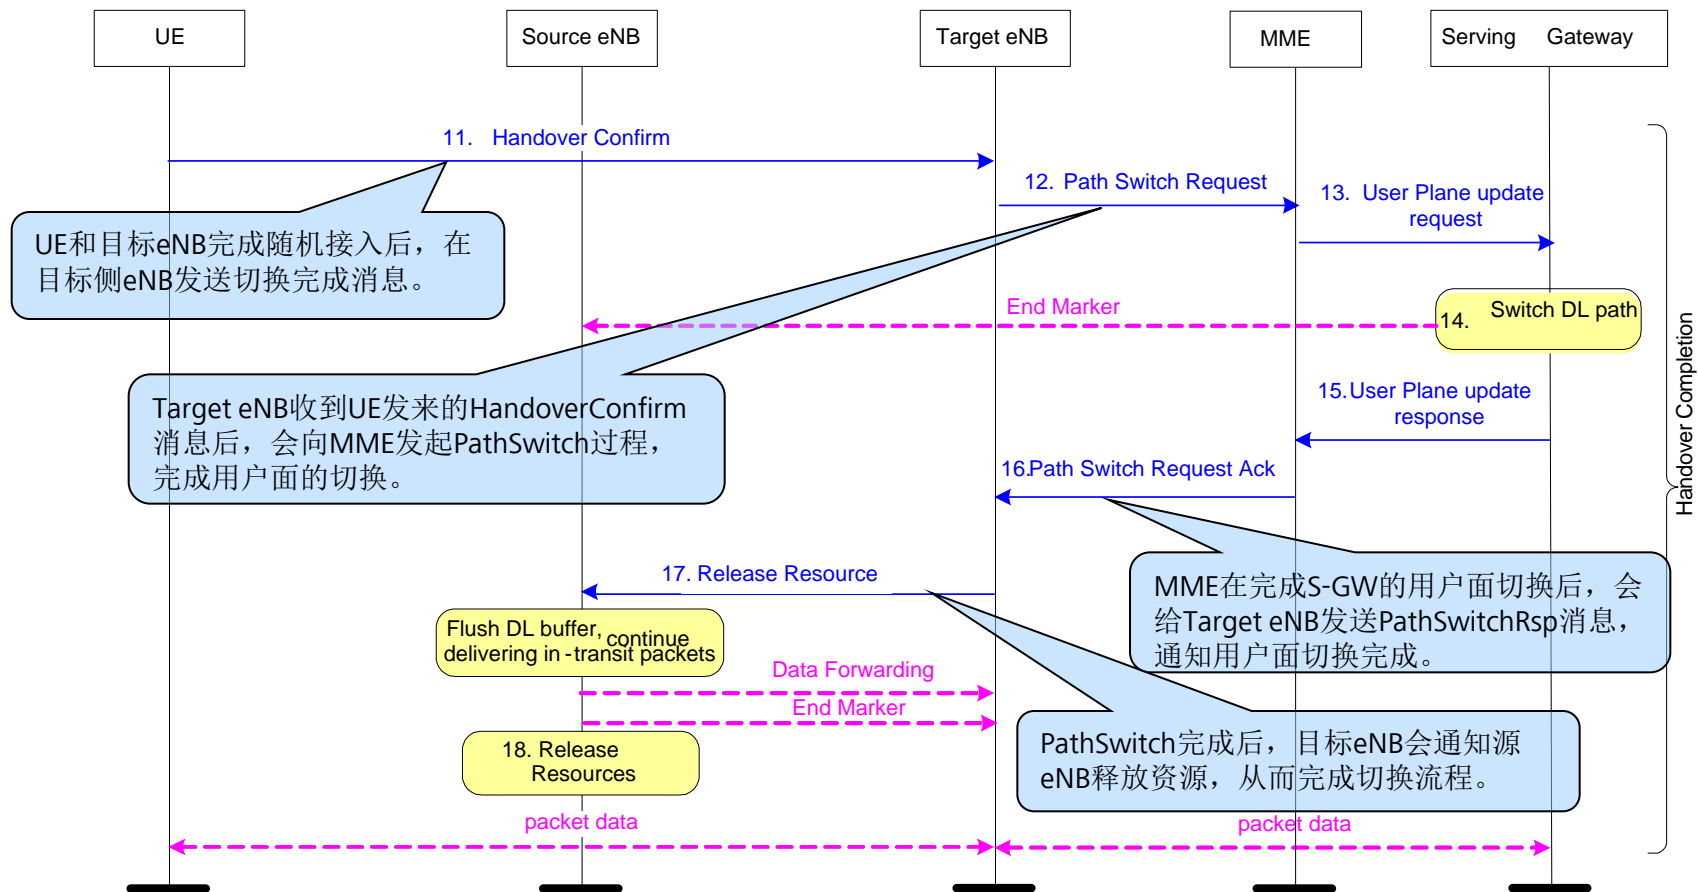 UE
Source eNB
Target eNB
MME
Serving Gateway
11. Handover Confirm
12. Path Switch Request
13. User Plane update
request
UE和目标eNB完成随机接入后，在
目标侧eNB发送切换完成消息。
End Marker
14. Switch DL path
Target eNB收到UE发来的HandoverConfirm
消息后，会向MME发起PathSwitch过程，
完成用户面的切换。
15.User Plane update
response
16.Path Switch Request Ack
Handover Completion
17. Release Resource
MME在完成S-GW的用户面切换后，会
给Target eNB发送PathSwitchRsp消息，
通知用户面切换完成。
Flush DL buffer, continue
delivering in -transit packets
Data Forwarding
End Marker
18. Release
Resources
PathSwitch完成后，目标eNB会通知源
eNB释放资源，从而完成切换流程。
packet data
packet data